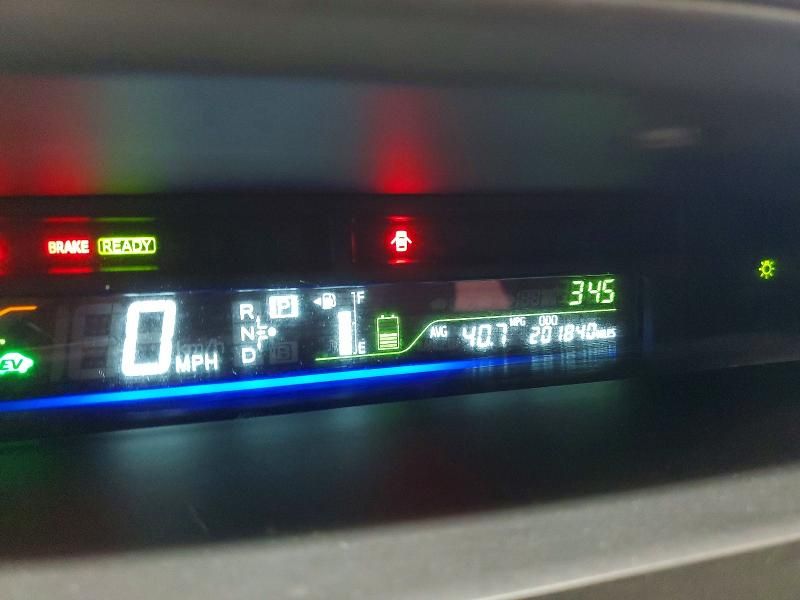 BRAKE READY
345
0 MPH
R P
N
D B
F
E
AVG 40.7 MPG
ODO 201840 MILES
EV